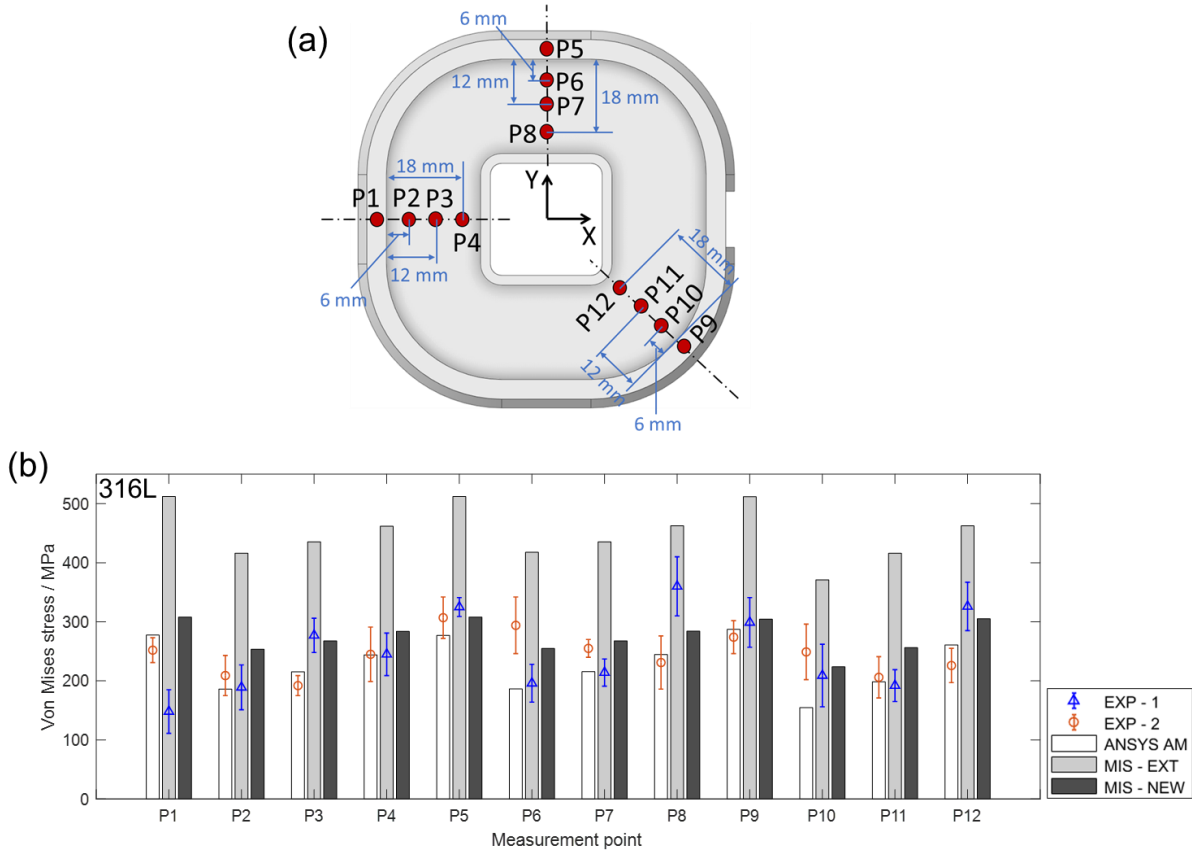 (a)
6 mm
P5
12 mm
P6
P7
18 mm
P8
18 mm
Y
P1 P2 P3
P4
X
18 mm
12 mm
6 mm
P11
P12
P10
P9
12 mm
6 mm
(b)
316L
Von Mises stress / MPa
500
400
300
200
100
0
P1 P2 P3 P4 P5 P6 P7 P8 P9 P10 P11 P12
Measurement point
EXP - 1
EXP - 2
ANSYS AM
MIS - EXT
MIS - NEW